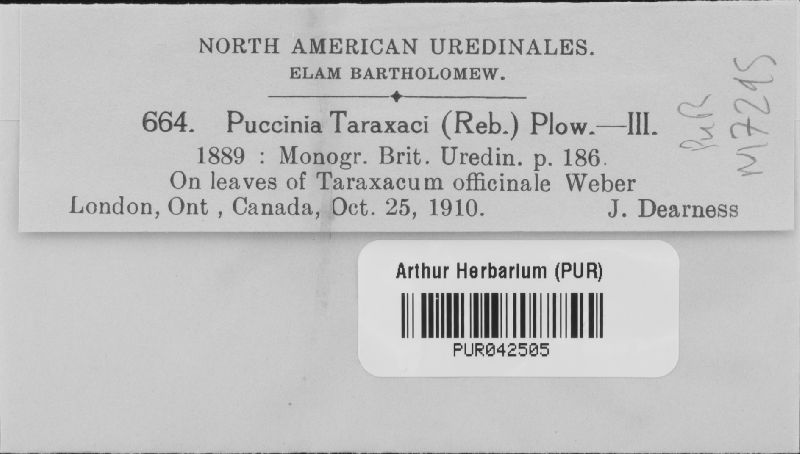 NORTH AMERICAN UREDINALES.
ELAM BARTHOLOMEW.
664. Puccinia Taraxaci (Reb.) Plow.—III.
1889 : Monogr. Brit. Uredin. p. 186.
On leaves of Taraxacum officinale Weber
London, Ont , Canada, Oct. 25, 1910. J. Dearness
PUR
N17295
Arthur Herbarium (PUR)
PUR042505